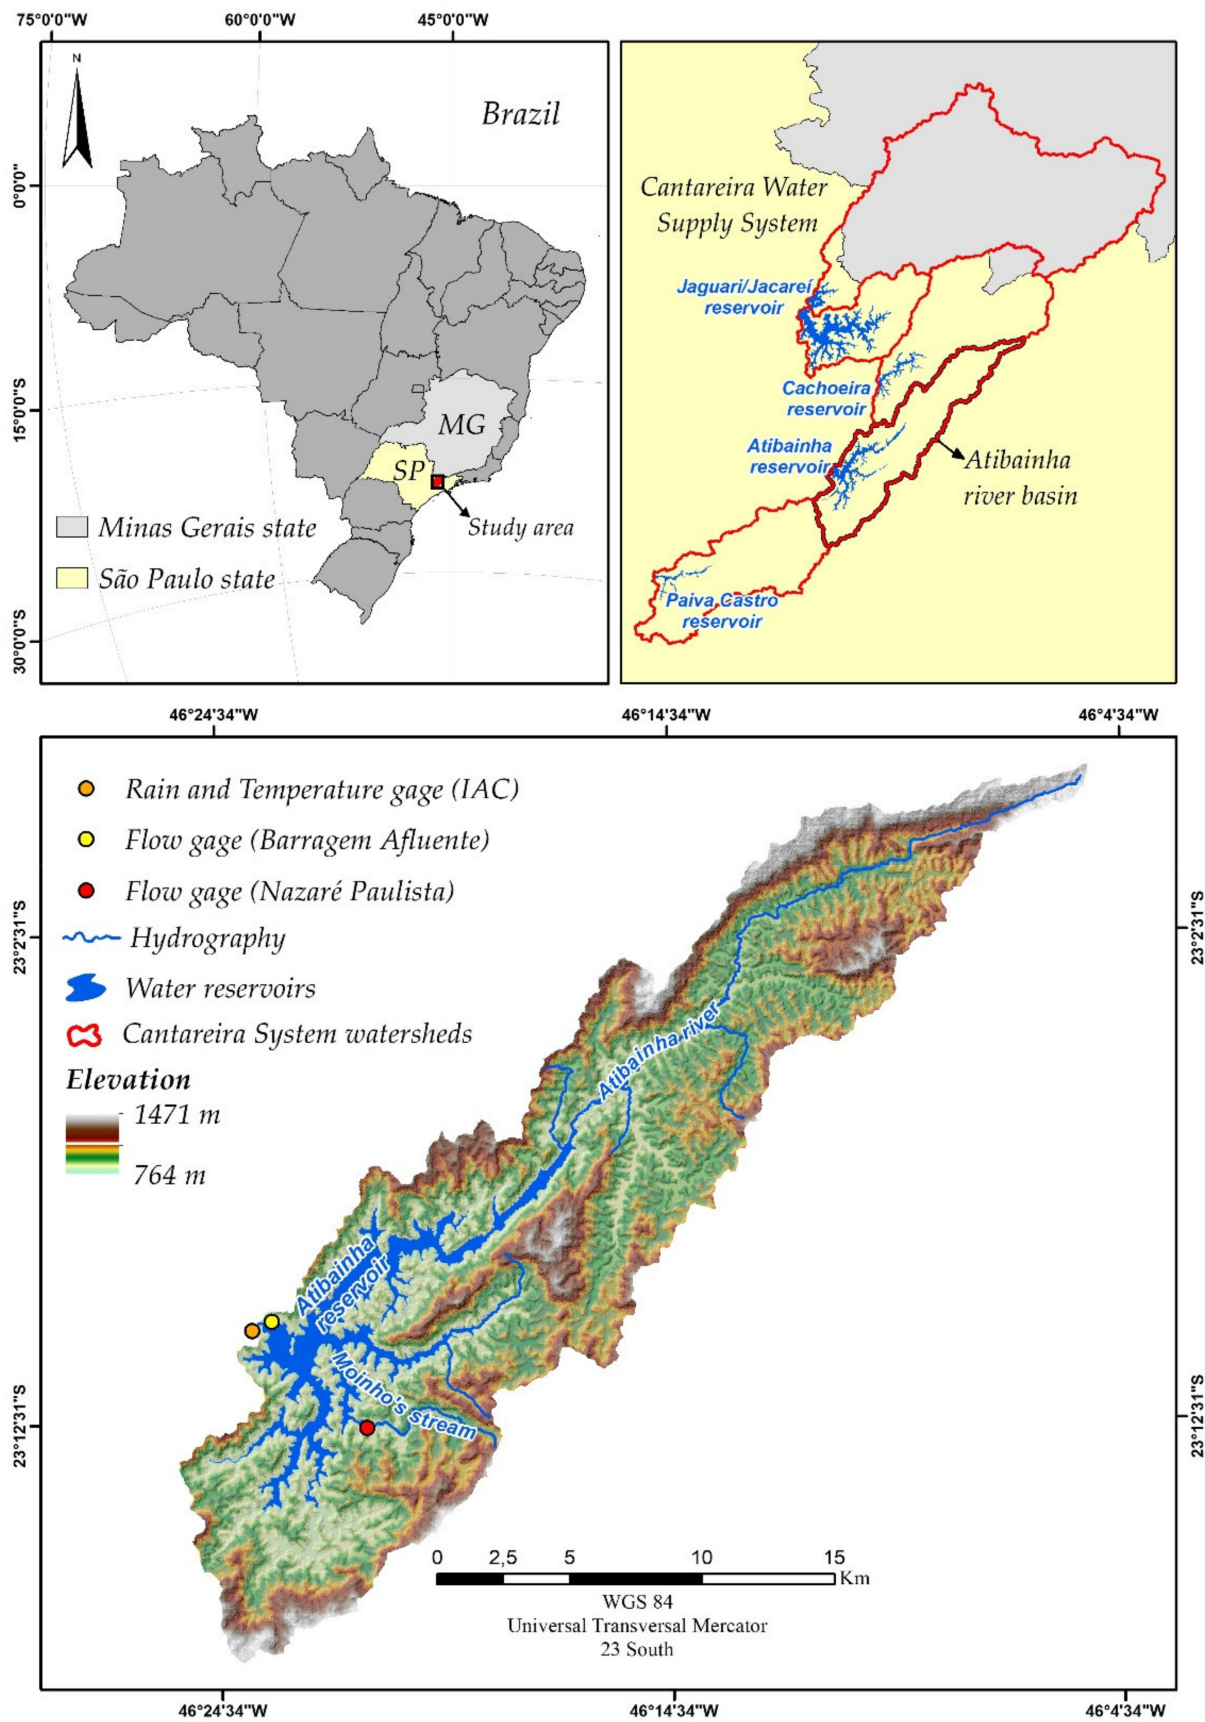 75°0'0"W 60°0'0"W 45°0'0"W
N
Brazil
0°0'0"
15°0'0"S
30°0'0"S
MG
SP
Study area
Minas Gerais state
São Paulo state
Cantareira Water
Supply System
Jaguari/Jacareí
reservoir
Cachoeira
reservoir
Atibainha
reservoir
Atibainha
river basin
Paiva Castro
reservoir
46°24'34"W 46°14'34"W 46°4'34"W
Rain and Temperature gage (IAC)
Flow gage (Barragem Afluente)
Flow gage (Nazaré Paulista)
Hydrography
Water reservoirs
Cantareira System watersheds
Elevation
1471 m
764 m
23°2'31"S
23°2'31"S
23°12'31"S
23°12'31"S
Atibainha river
Atibainha
reservoir
Moinho's stream
0 2,5 5 10 15
Km
WGS 84
Universal Transversal Mercator
23 South
46°24'34"W 46°14'34"W 46°4'34"W